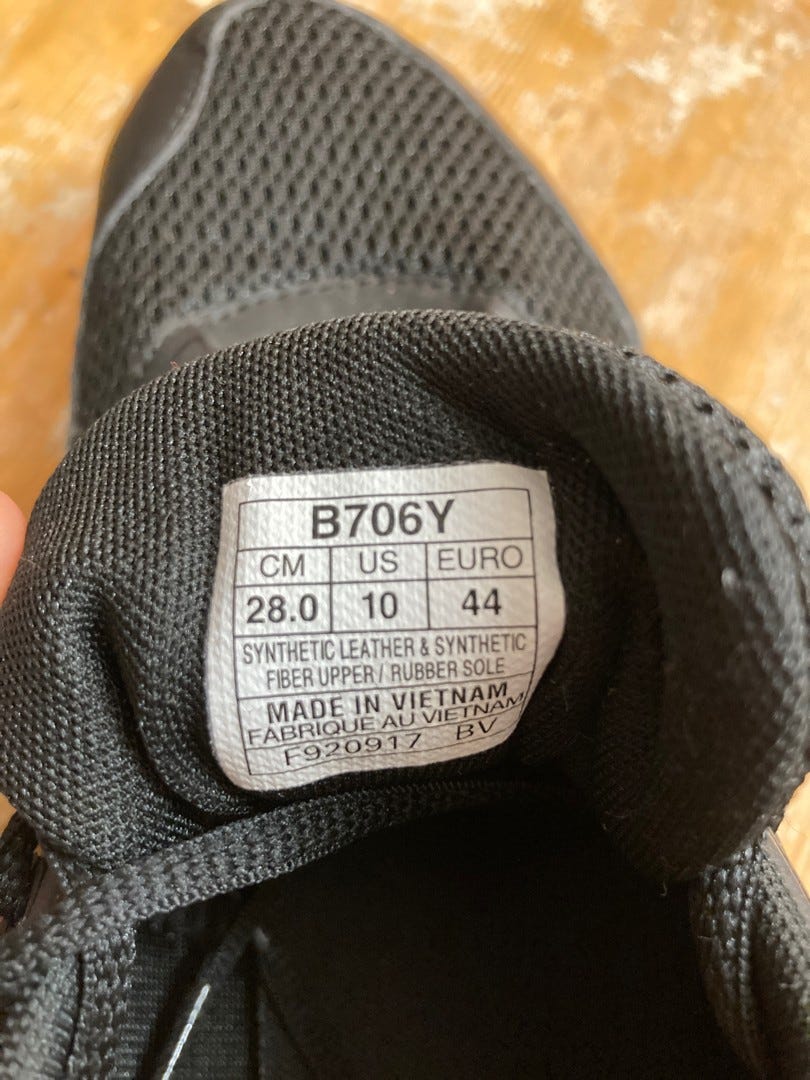 B706Y
CM US EURO
28.0 10 44
SYNTHETIC LEATHER & SYNTHETIC
FIBER UPPER / RUBBER SOLE
MADE IN VIETNAM
FABRIQUE AU VIETNAM
F920917 BV